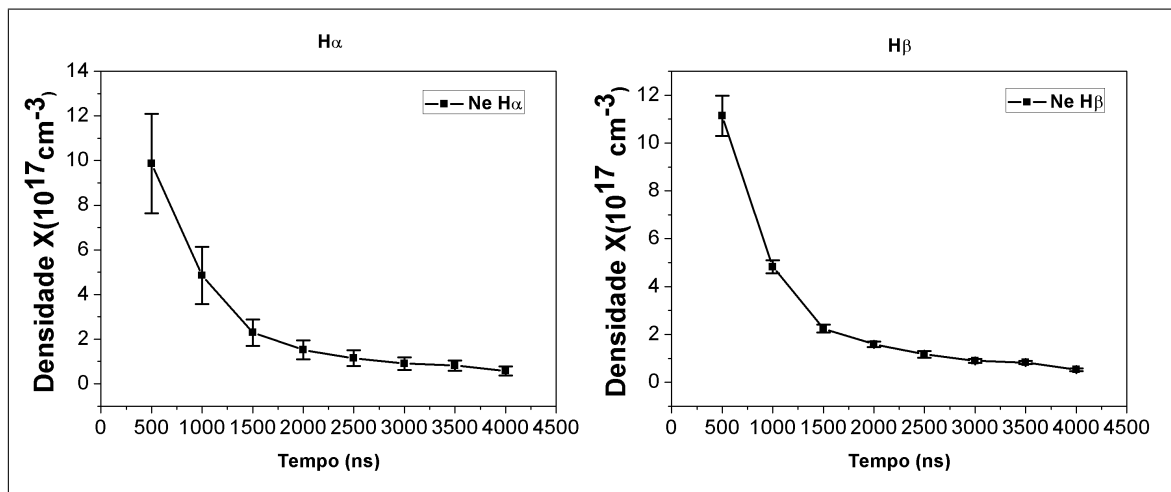 Hα
Densidade X(10¹⁷cm⁻³)
14
12
10
8
6
4
2
0
Ne Hα
0 500 1000 1500 2000 2500 3000 3500 4000 4500
Tempo (ns)
Hβ
Densidade X(10¹⁷ cm⁻³)
12
10
8
6
4
2
0
Ne Hβ
0 500 1000 1500 2000 2500 3000 3500 4000 4500
Tempo (ns)